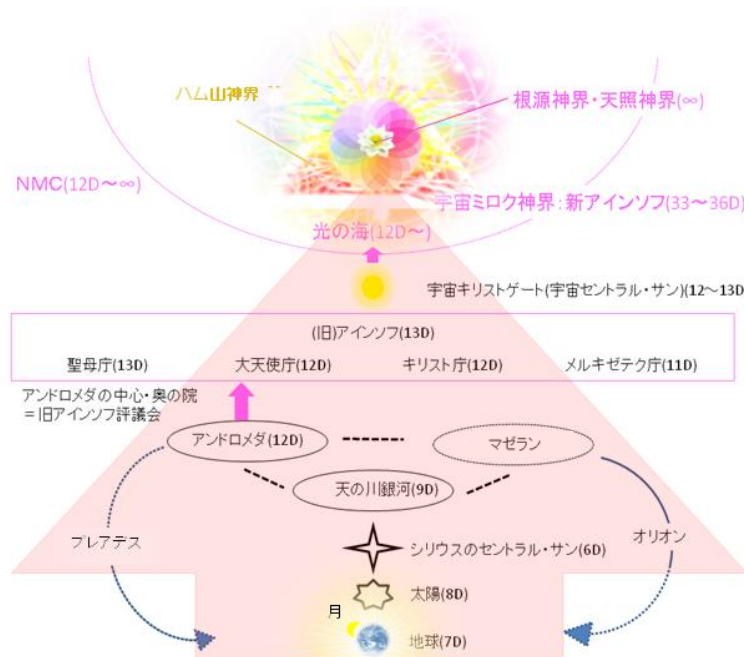 ハム山神界
根源神界・天照神界(∞)
NMC(12D～∞)
宇宙ミロク神界：新アインソフ(33～36D)
光の海(12D～)
宇宙キリストゲート(宇宙セントラル・サン)(12～13D)
(旧)アインソフ(13D)
聖母庁(13D) 大天使庁(12D) キリスト庁(12D) メルキゼテク庁(11D)
アンドロメダの中心・奥の院
＝旧アインソフ評議会
アンドロメダ(12D) マゼラン
天の川銀河(9D)
プレアデス
オリオン
シリウスのセントラル・サン(6D)
太陽(8D)
月
地球(7D)